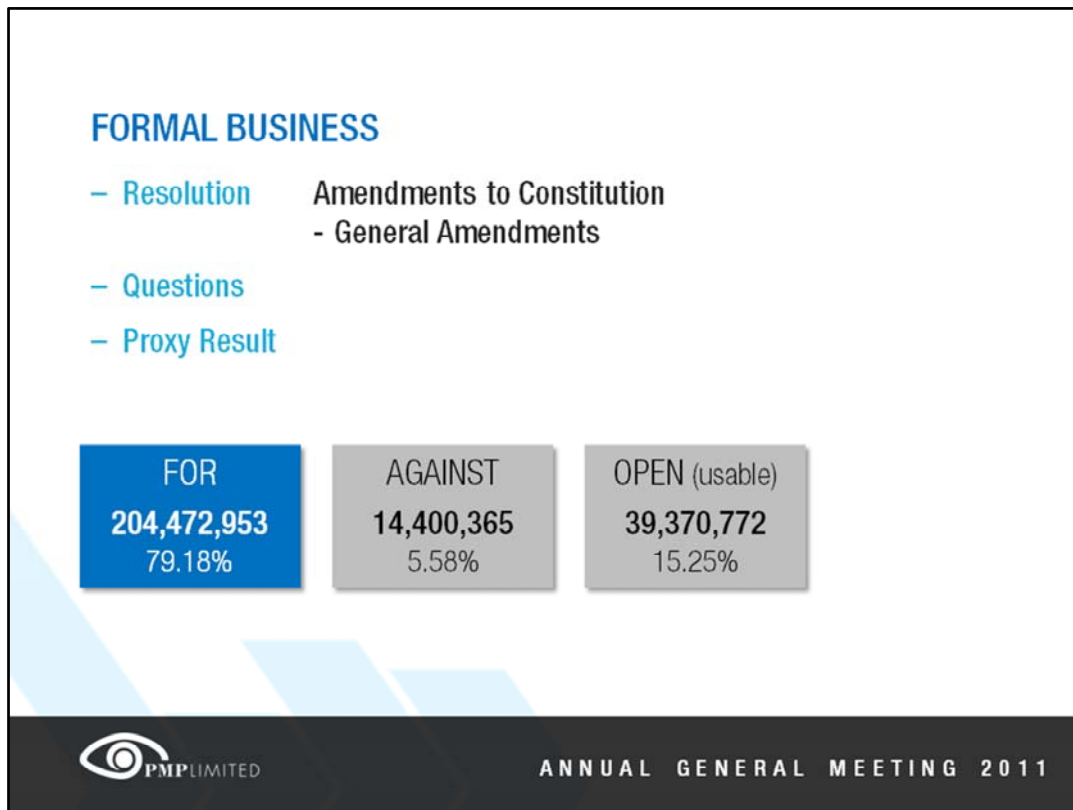 FORMAL BUSINESS
– Resolution Amendments to Constitution
- General Amendments
– Questions
– Proxy Result
FOR
204,472,953
79.18%
AGAINST
14,400,365
5.58%
OPEN (usable)
39,370,772
15.25%
PMPLIMITED
ANNUAL GENERAL MEETING 2011